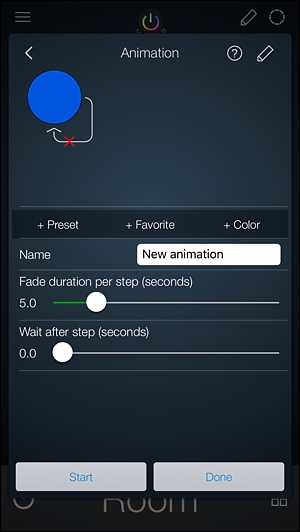 Animation
+ Preset + Favorite + Color
Name New animation
Fade duration per step (seconds)
5.0
Wait after step (seconds)
0.0
Start Done
Room